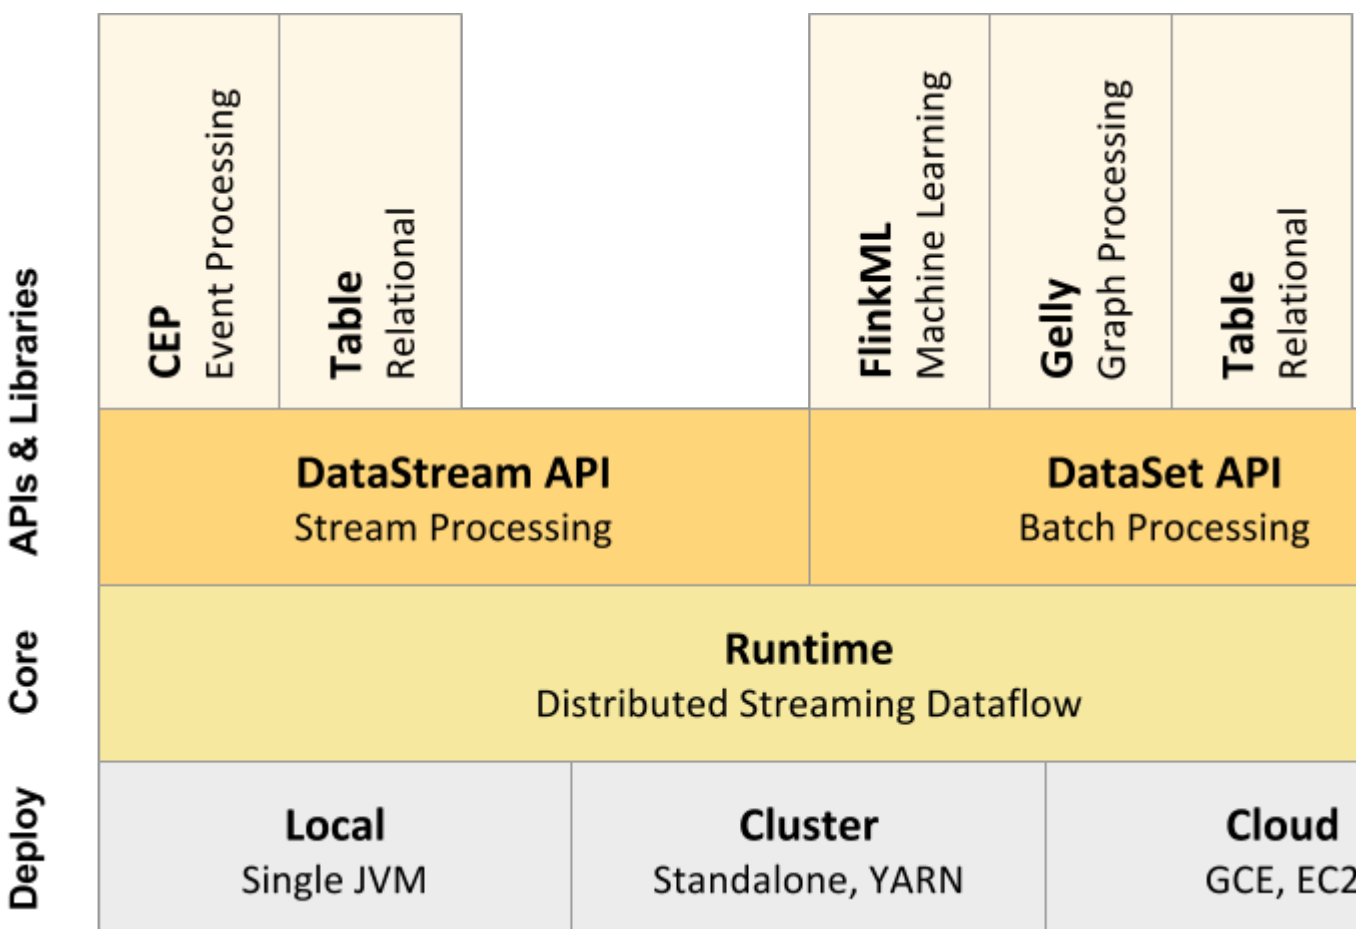 CEP
Event Processing
Table
Relational
FlinkML
Machine Learning
Gelly
Graph Processing
Table
Relational
APIs & Libraries
DataStream API
Stream Processing
DataSet API
Batch Processing
Core
Runtime
Distributed Streaming Dataflow
Deploy
Local
Single JVM
Cluster
Standalone, YARN
Cloud
GCE, EC2